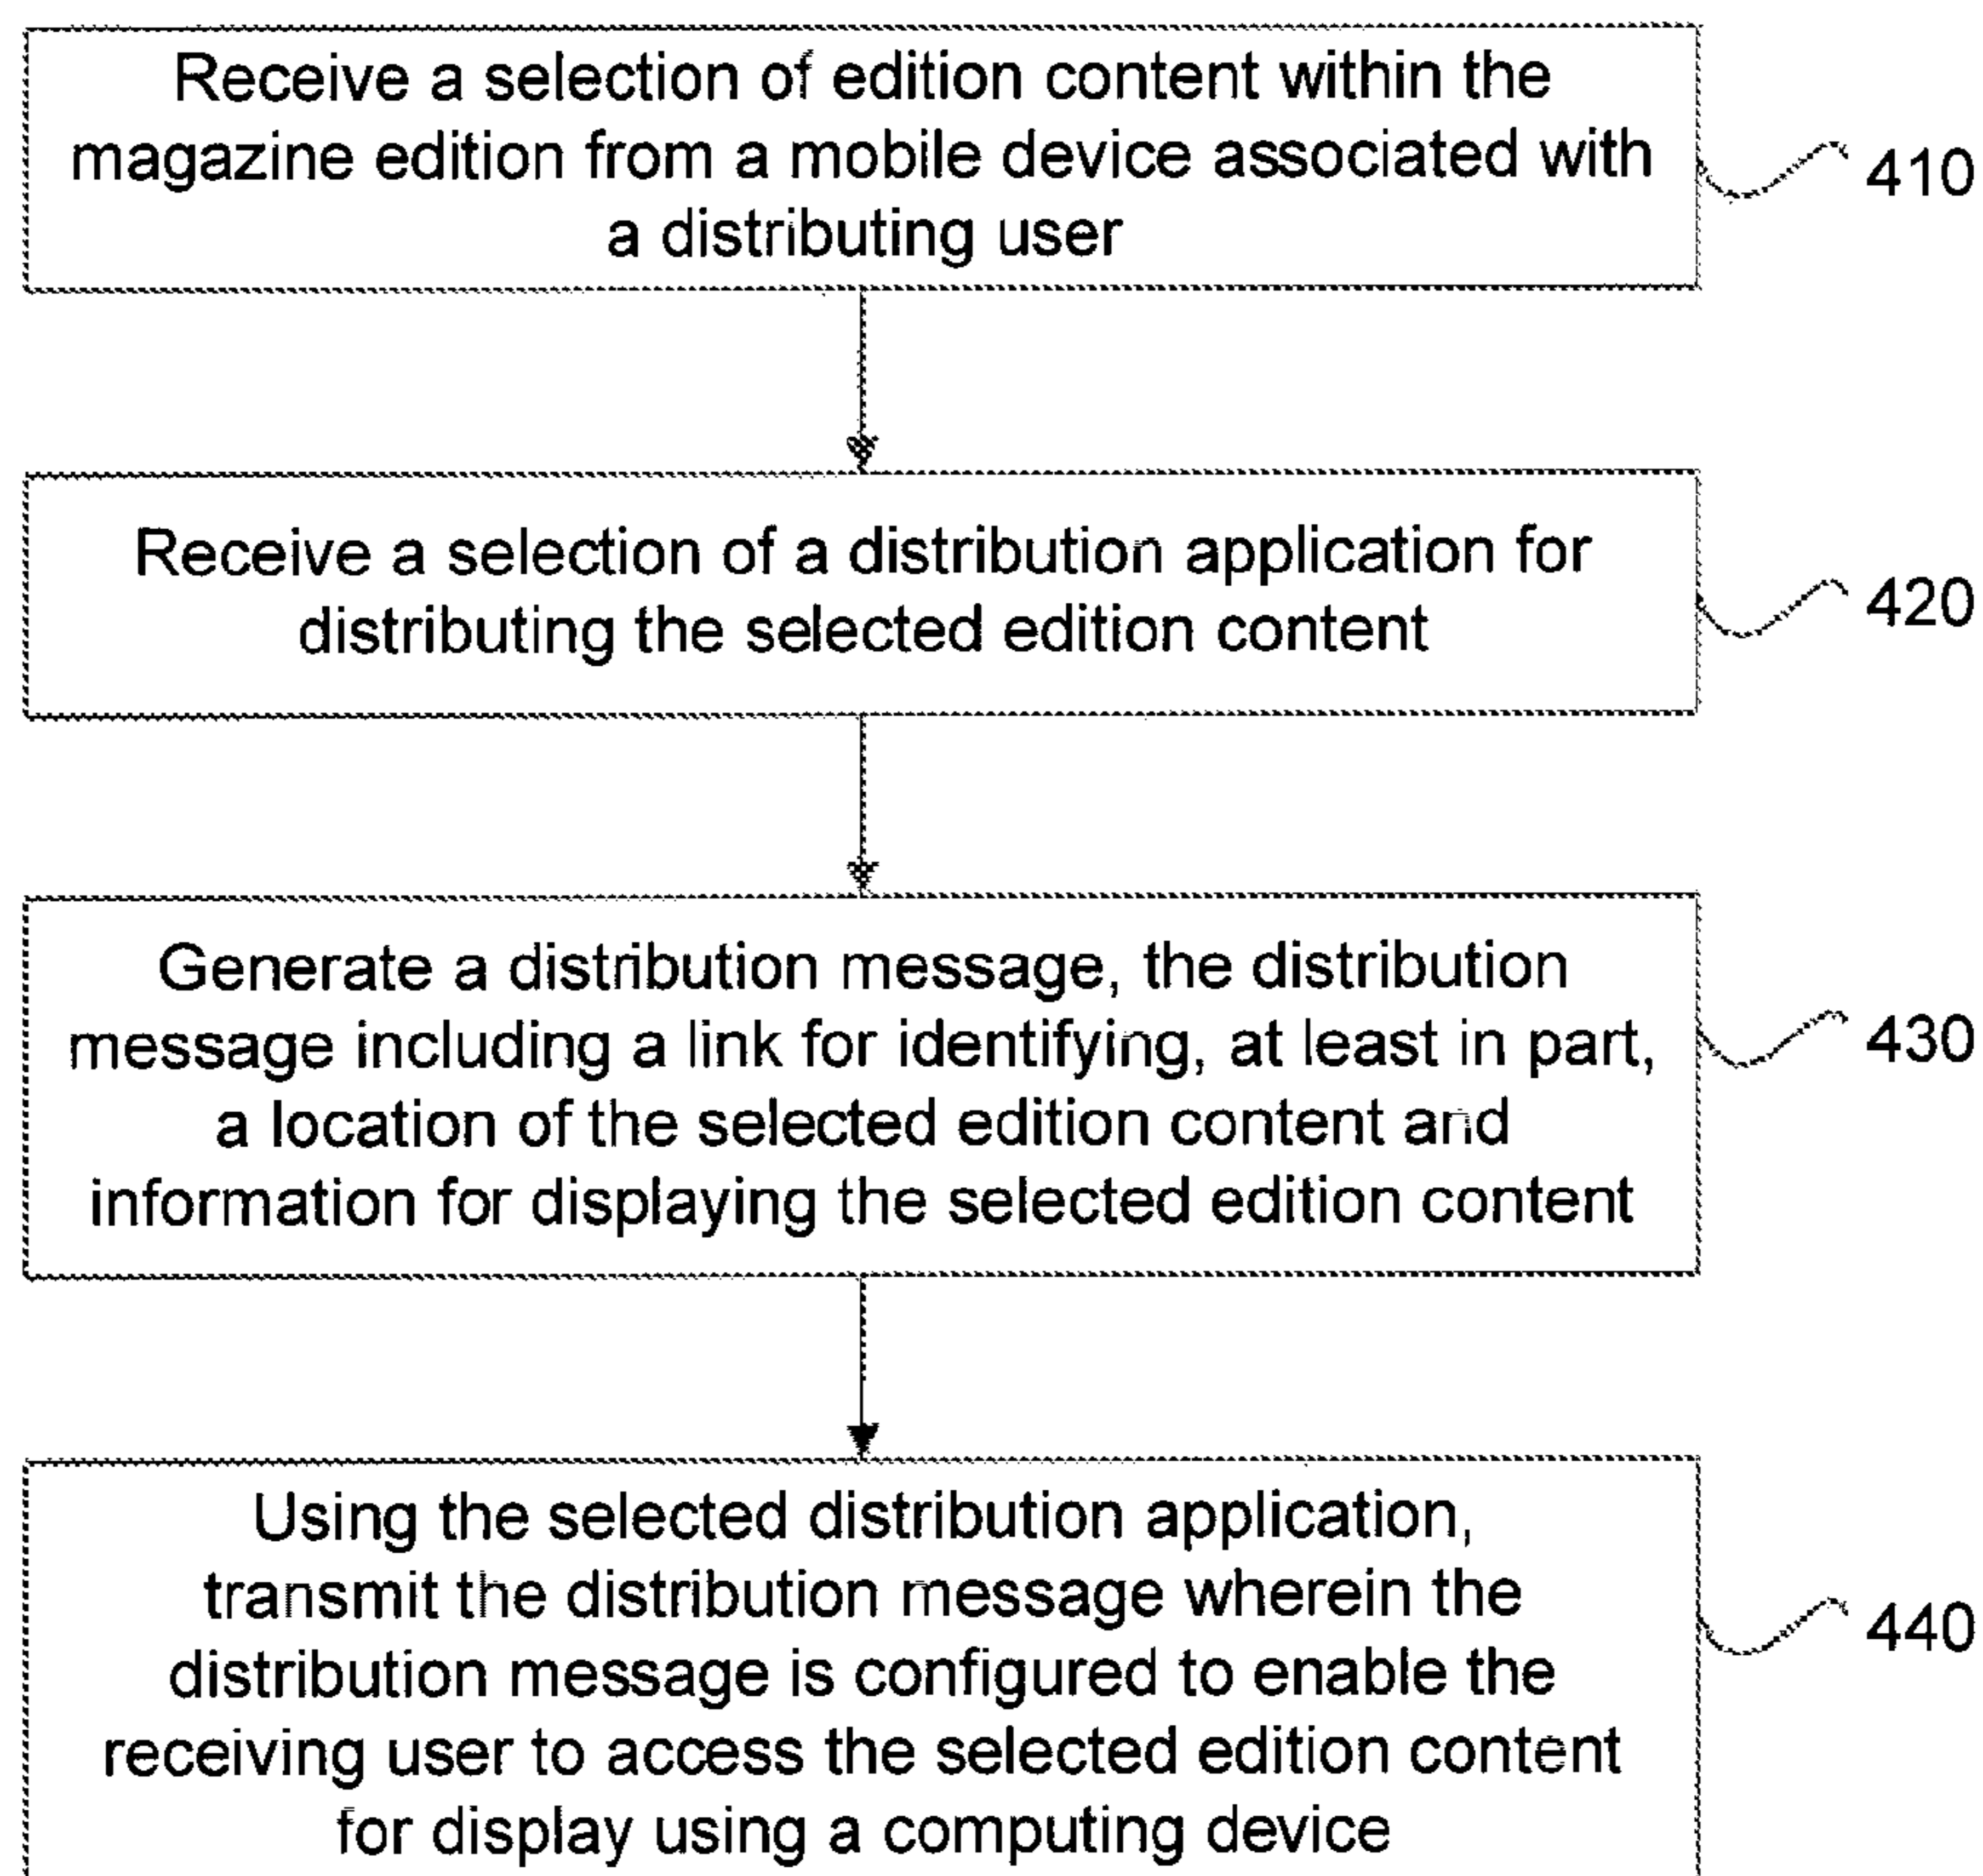 Receive a selection of edition content within the
magazine edition from a mobile device associated with
a distributing user
410
Receive a selection of a distribution application for
distributing the selected edition content
420
Generate a distribution message, the distribution
message including a link for identifying, at least in part,
a location of the selected edition content and
information for displaying the selected edition content
430
Using the selected distribution application,
transmit the distribution message wherein the
distribution message is configured to enable the
receiving user to access the selected edition content
for display using a computing device
440